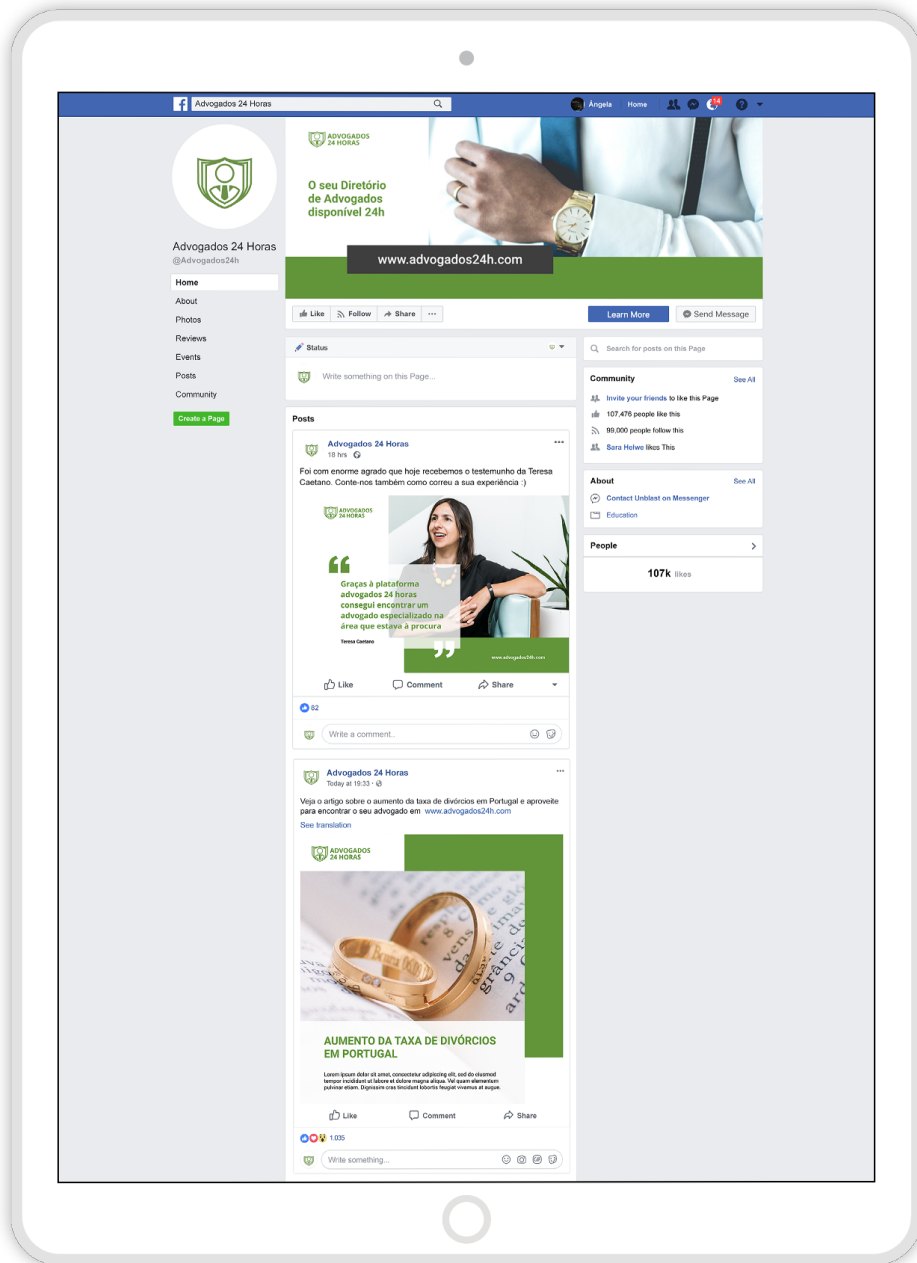 Advogados 24 Horas
Ângela
Home
14
ADVOGADOS
24 HORAS
O seu Diretório
de Advogados
disponível 24h
www.advogados24h.com
Advogados 24 Horas
@Advogados24h
Home
About
Photos
Reviews
Events
Posts
Community
Create a Page
Like
Follow
Share
Learn More
Send Message
Status
Write something on this Page...
Search for posts on this Page
Community
See All
Invite your friends to like this Page
107,476 people like this
99,000 people follow this
Sara Helwe likes This
About
See All
Contact Unblast on Messenger
Education
People
107k likes
Posts
Advogados 24 Horas
16 hrs
Foi com enorme agrado que hoje recebemos o testemunho da Teresa
Caetano. Conte-nos também como correu a sua experiência :)
ADVOGADOS
24 HORAS
Graças à plataforma
advogados 24 horas
consegui encontrar um
advogado especializado na
área que estava à procura
Teresa Caetano
www.advogados24h.com
Like
Comment
Share
82
Write a comment..
Advogados 24 Horas
Today at 19:33
Veja o artigo sobre o aumento da taxa de divórcios em Portugal e aproveite
para encontrar o seu advogado em www.advogados24h.com
See translation
ADVOGADOS
24 HORAS
AUMENTO DA TAXA DE DIVÓRCIOS
EM PORTUGAL
Lorem ipsum dolor sit amet, consectetur adipiscing elit, sed do eiusmod
tempor incididunt ut labore et dolore magna aliqua. Vel quam elementum
pulvinar etiam. Dignissim cras tincidunt lobortis feugiat vivamus at augue.
Like
Comment
Share
1.035
Write something...